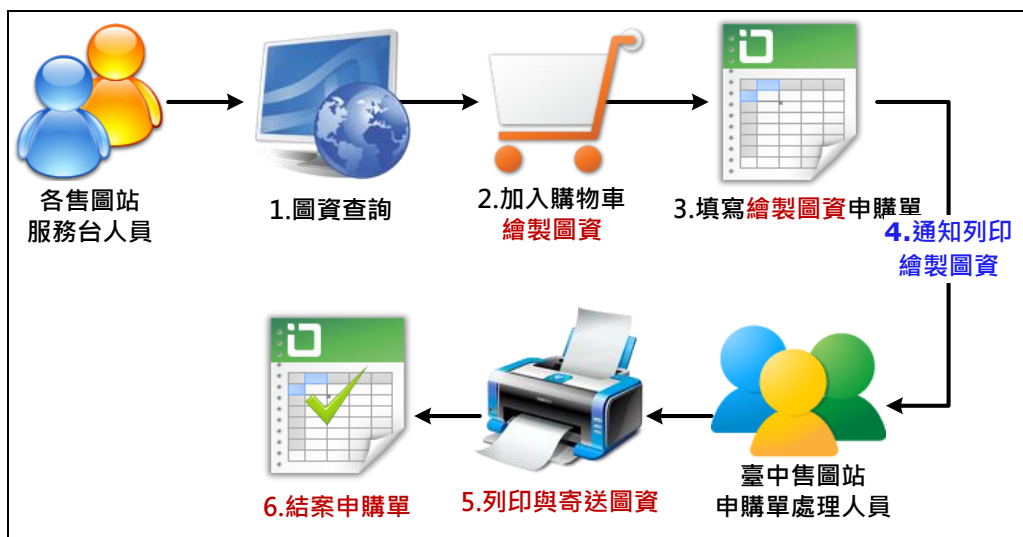 各售圖站
服務台人員
1.圖資查詢
2.加入購物車
繪製圖資
3.填寫繪製圖資申購單
4.通知列印
繪製圖資
臺中售圖站
申購單處理人員
5.列印與寄送圖資
6.結案申購單